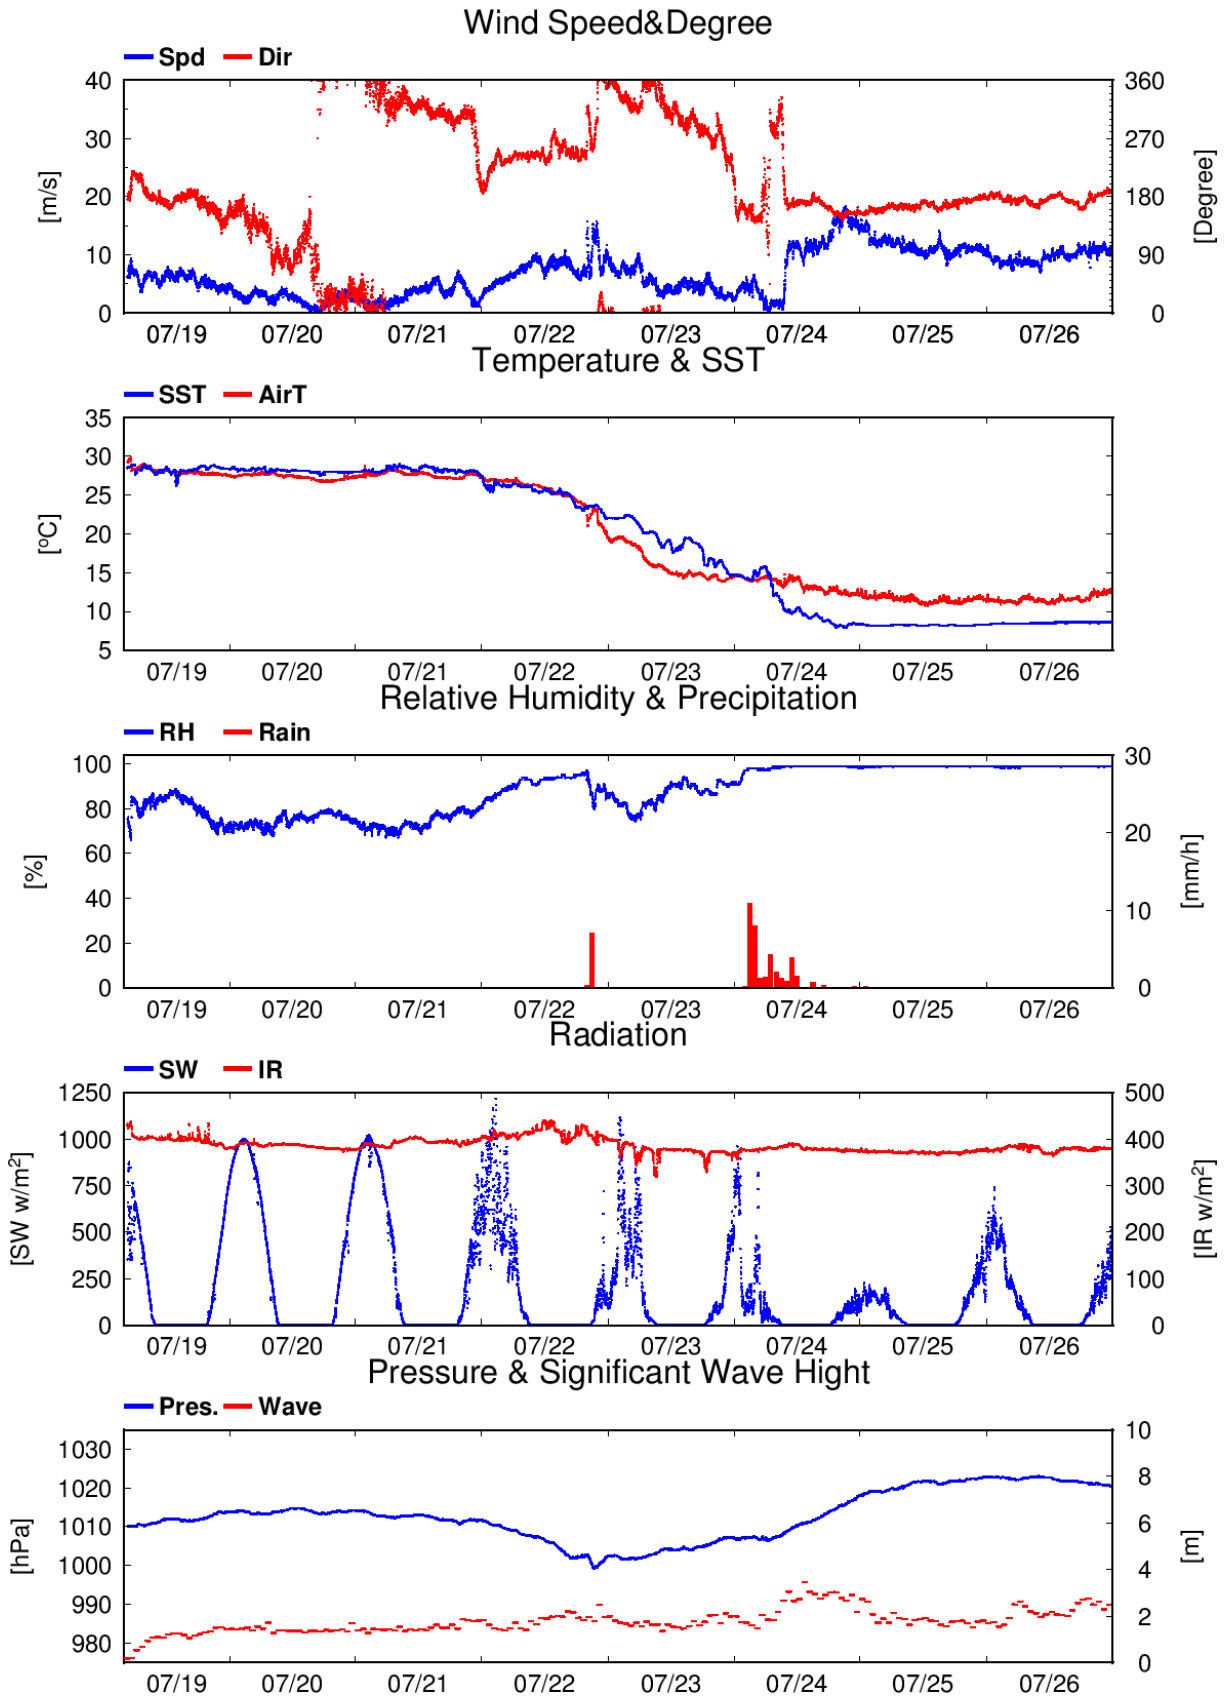 Wind Speed&Degree
Spd Dir
40 360
30 270
20 180
10 90
0 0
[m/s] [Degree]
07/19 07/20 07/21 07/22 07/23 07/24 07/25 07/26
Temperature & SST
SST AirT
35
30
25
20
15
10
5
[ºC]
07/19 07/20 07/21 07/22 07/23 07/24 07/25 07/26
Relative Humidity & Precipitation
RH Rain
100 30
80 20
60
40 10
20
0 0
[%] [mm/h]
07/19 07/20 07/21 07/22 07/23 07/24 07/25 07/26
Radiation
SW IR
1250 500
1000 400
750 300
500 200
250 100
0 0
[SW w/m²] [IR w/m²]
07/19 07/20 07/21 07/22 07/23 07/24 07/25 07/26
Pressure & Significant Wave Hight
Pres. Wave
1030 10
1020 8
1010 6
1000 4
990 2
980 0
[hPa] [m]
07/19 07/20 07/21 07/22 07/23 07/24 07/25 07/26